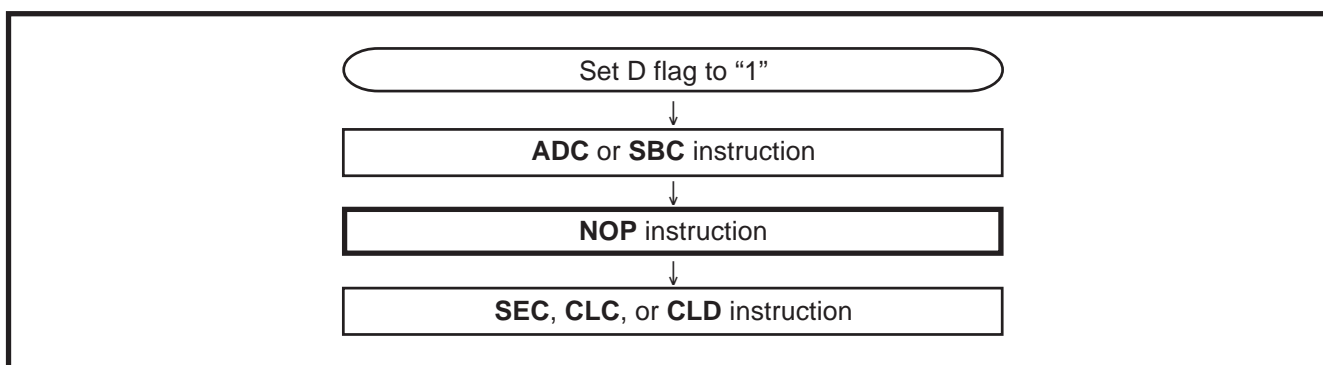 Set D flag to “1”
ADC or SBC instruction
NOP instruction
SEC, CLC, or CLD instruction